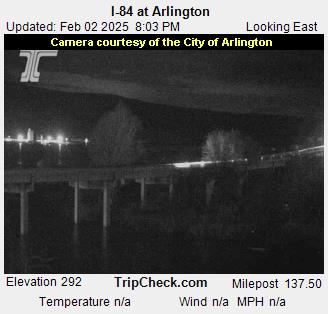 I-84 at Arlington
Updated: Feb 02 2025 8:03 PM Looking East
Camera courtesy of the City of Arlington
Elevation 292 TripCheck.com Milepost 137.50
Temperature n/a Wind n/a MPH n/a